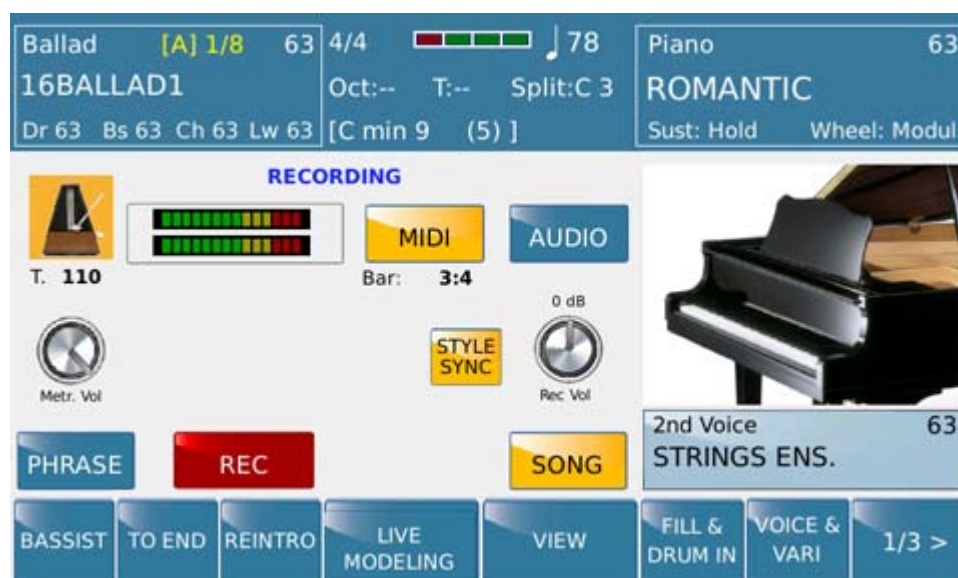 Ballad [A] 1/8 63
16BALLAD1
Dr 63 Bs 63 Ch 63 Lw 63
4/4 78
Oct:-- T:-- Split:C 3
[C min 9 (5) ]
Piano 63
ROMANTIC
Sust: Hold Wheel: Modul
RECORDING
MIDI
AUDIO
T. 110
Bar: 3:4
0 dB
Metr. Vol
STYLE
SYNC
Rec Vol
PHRASE
REC
SONG
2nd Voice 63
STRINGS ENS.
BASSIST
TO END
REINTRO
LIVE
MODELING
VIEW
FILL &
DRUM IN
VOICE &
VARI
1/3 >